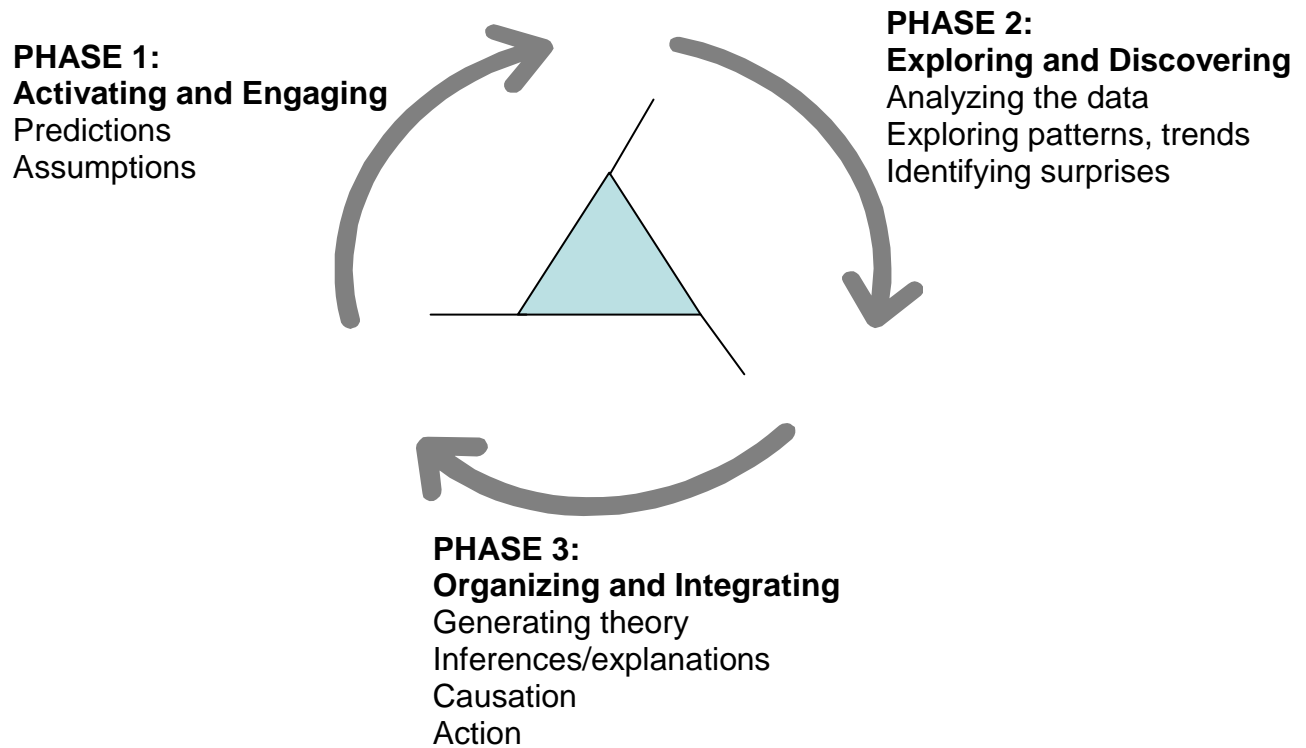 PHASE 1:
Activating and Engaging
Predictions
Assumptions
PHASE 2:
Exploring and Discovering
Analyzing the data
Exploring patterns, trends
Identifying surprises
PHASE 3:
Organizing and Integrating
Generating theory
Inferences/explanations
Causation
Action